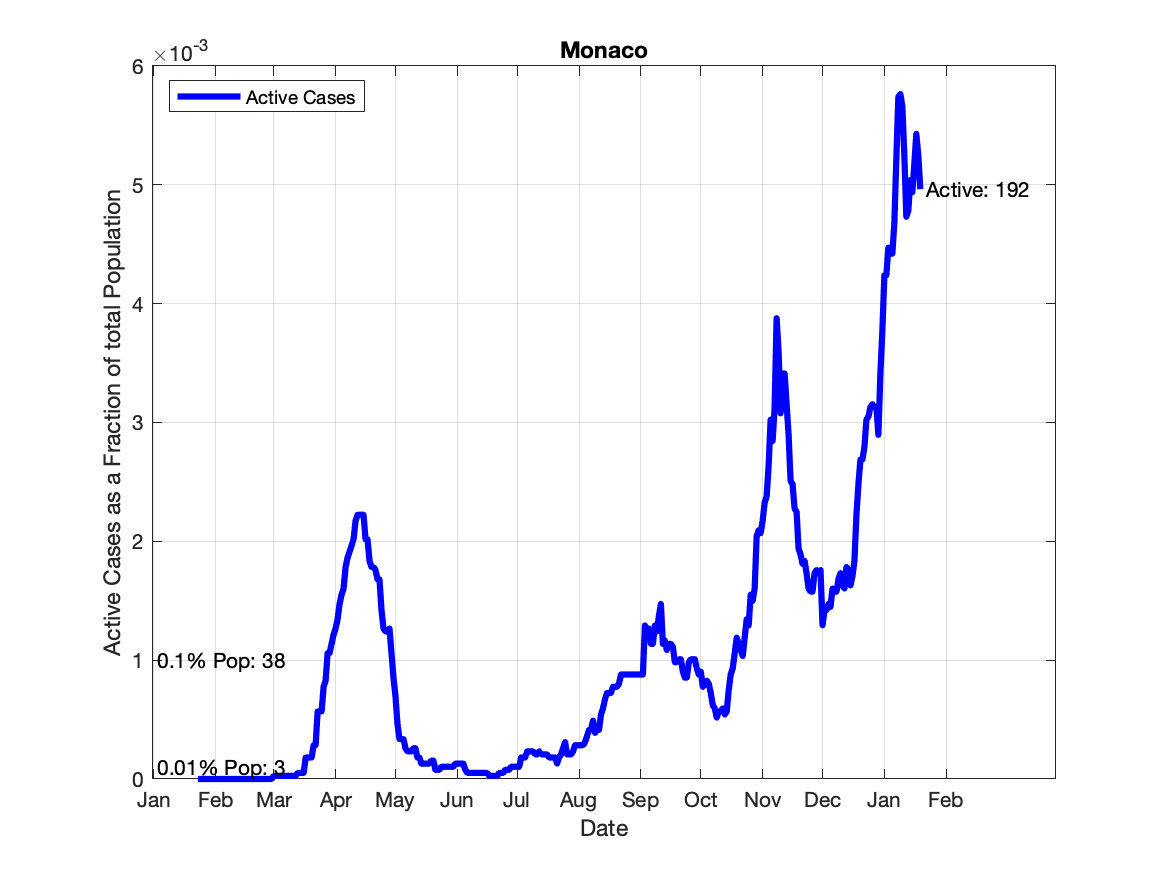 Monaco
×10-3
Active Cases
6
5
4
3
2
1
0
Active Cases as a Fraction of total Population
Active: 192
0.1% Pop: 38
0.01% Pop: 3
Jan Feb Mar Apr May Jun Jul Aug Sep Oct Nov Dec Jan Feb
Date